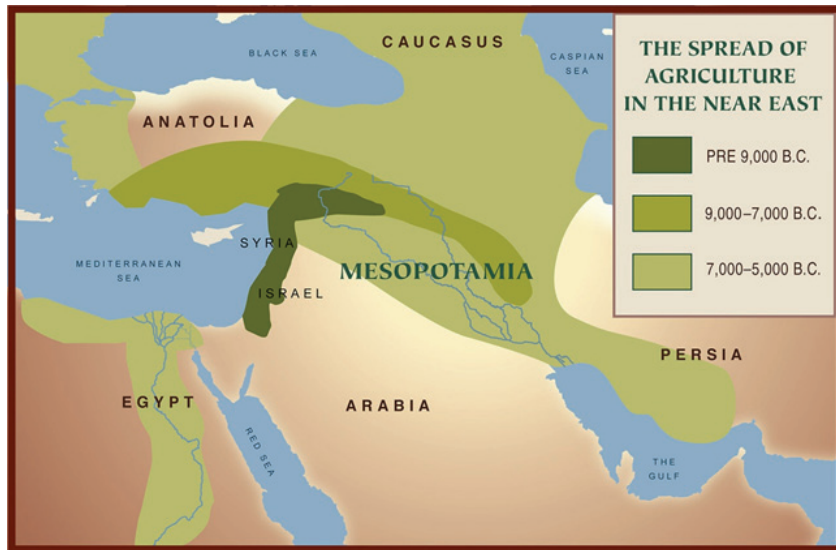 BLACK SEA
CAUCASUS
CASPIAN
SEA
THE SPREAD OF
AGRICULTURE
IN THE NEAR EAST
PRE 9,000 B.C.
9,000–7,000 B.C.
7,000–5,000 B.C.
ANATOLIA
SYRIA
MEDITERRANEAN
SEA
MESOPOTAMIA
ISRAEL
PERSIA
EGYPT
ARABIA
RED SEA
THE
GULF